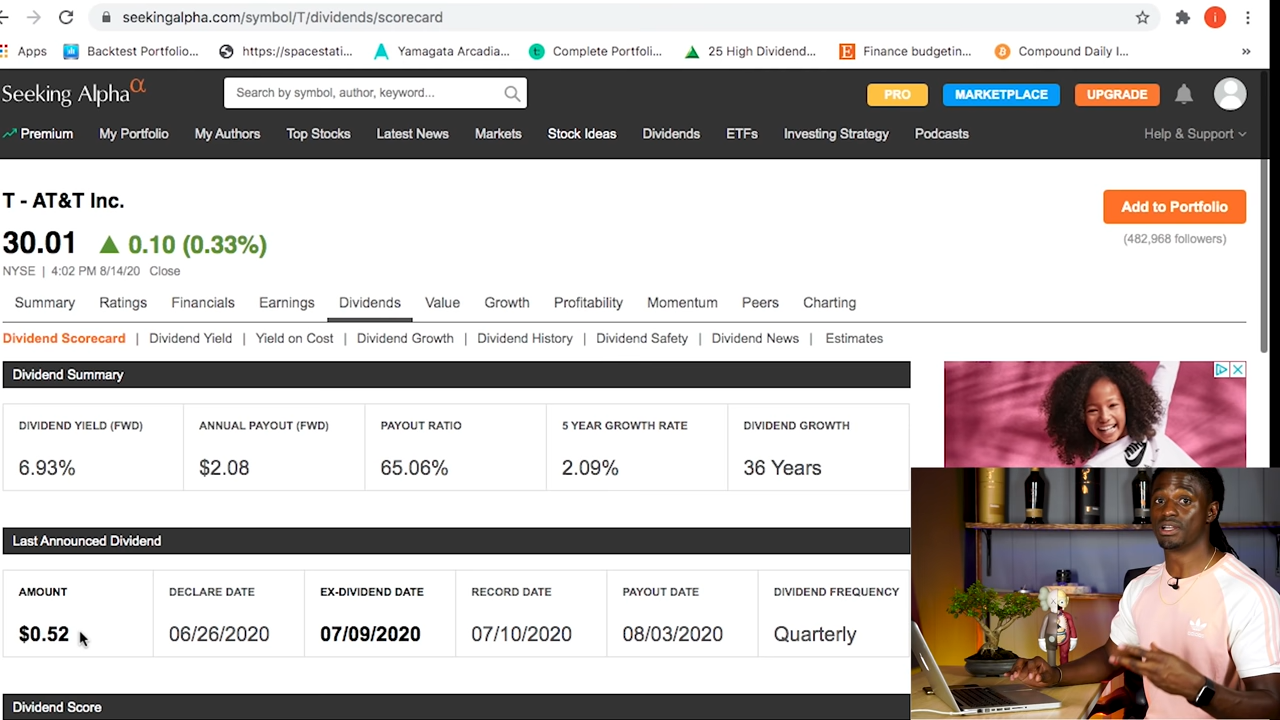 seekingalpha.com/symbol/T/dividends/scorecard
i
Apps Backtest Portfolio... https://spacestati... Yamagata Arcadia... Complete Portfoli... 25 High Dividend... Finance budgetin... Compound Daily I... »
Seeking Alpha α
Search by symbol, author, keyword...
PRO MARKETPLACE UPGRADE
Premium My Portfolio My Authors Top Stocks Latest News Markets Stock Ideas Dividends ETFs Investing Strategy Podcasts Help & Support
T - AT&T Inc.
Add to Portfolio
30.01 ▲ 0.10 (0.33%)
(482,968 followers)
NYSE | 4:02 PM 8/14/20 Close
Summary Ratings Financials Earnings Dividends Value Growth Profitability Momentum Peers Charting
Dividend Scorecard | Dividend Yield | Yield on Cost | Dividend Growth | Dividend History | Dividend Safety | Dividend News | Estimates
Dividend Summary
DIVIDEND YIELD (FWD) ANNUAL PAYOUT (FWD) PAYOUT RATIO 5 YEAR GROWTH RATE DIVIDEND GROWTH
6.93% $2.08 65.06% 2.09% 36 Years
Last Announced Dividend
AMOUNT DECLARE DATE EX-DIVIDEND DATE RECORD DATE PAYOUT DATE DIVIDEND FREQUENCY
$0.52 06/26/2020 07/09/2020 07/10/2020 08/03/2020 Quarterly
Dividend Score